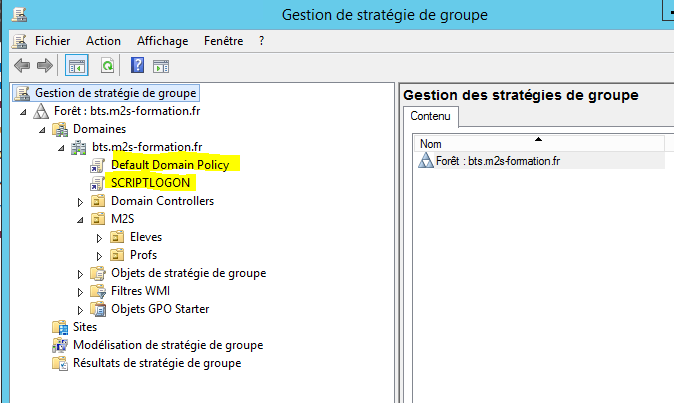 Gestion de stratégie de groupe
Fichier Action Affichage Fenêtre ?
Gestion de stratégie de groupe
Forêt : bts.m2s-formation.fr
Domaines
bts.m2s-formation.fr
Default Domain Policy
SCRIPTLOGON
Domain Controllers
M2S
Eleves
Profs
Objets de stratégie de groupe
Filtres WMI
Objets GPO Starter
Sites
Modélisation de stratégie de groupe
Résultats de stratégie de groupe
Gestion des stratégies de groupe
Contenu
Nom
Forêt : bts.m2s-formation.fr